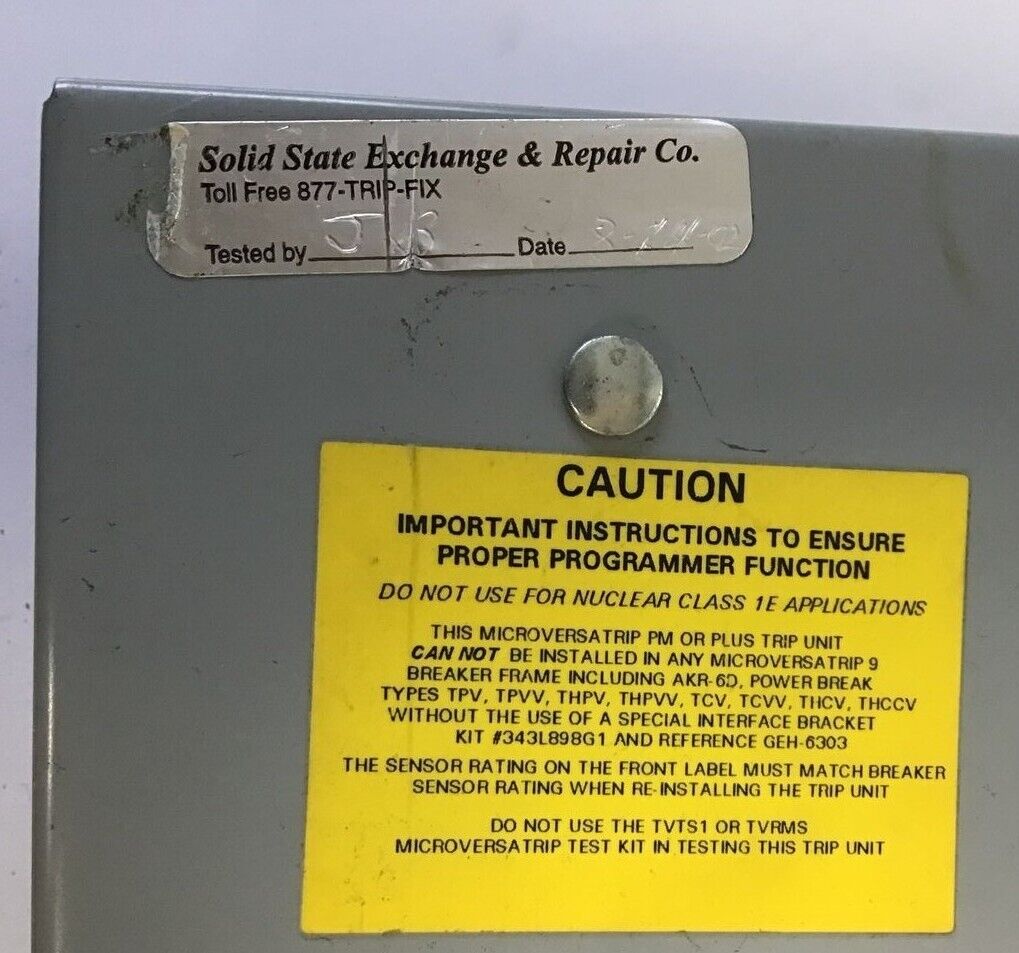 Solid State Exchange & Repair Co.
Toll Free 877-TRIP-FIX
Tested by Date
CAUTION
IMPORTANT INSTRUCTIONS TO ENSURE
PROPER PROGRAMMER FUNCTION
DO NOT USE FOR NUCLEAR CLASS 1E APPLICATIONS
THIS MICROVERSATRIP PM OR PLUS TRIP UNIT
CAN NOT BE INSTALLED IN ANY MICROVERSATRIP 9
BREAKER FRAME INCLUDING AKR-6D, POWER BREAK
TYPES TPV, TPVV, THPV, THPVV, TCV, TCVV, THCV, THCCV
WITHOUT THE USE OF A SPECIAL INTERFACE BRACKET
KIT #343L898G1 AND REFERENCE GEH-6303
THE SENSOR RATING ON THE FRONT LABEL MUST MATCH BREAKER
SENSOR RATING WHEN RE-INSTALLING THE TRIP UNIT
DO NOT USE THE TVTS1 OR TVRMS
MICROVERSATRIP TEST KIT IN TESTING THIS TRIP UNIT